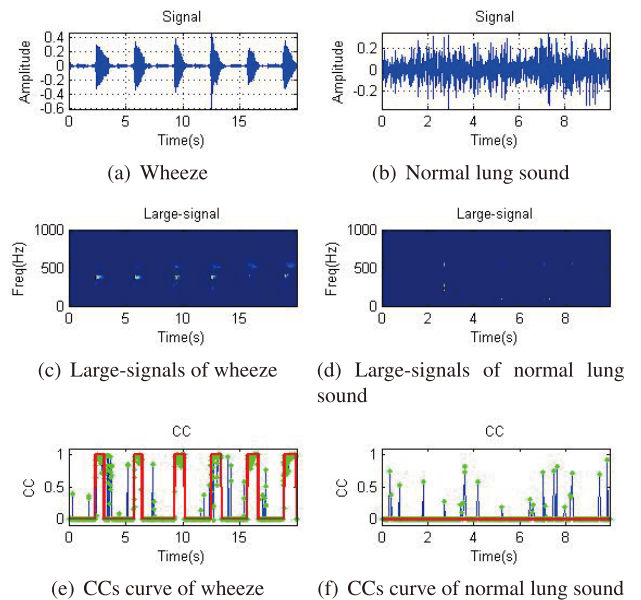 Signal
Amplitude
0.4
0.2
0
-0.2
-0.4
-0.6
0 5 10 15
Time(s)
(a) Wheeze
Signal
Amplitude
0.2
0
-0.2
0 2 4 6 8
Time(s)
(b) Normal lung sound
Large-signal
Freq(Hz)
1000
500
0
0 5 10 15
Time(s)
(c) Large-signals of wheeze
Large-signal
Freq(Hz)
1000
500
0
0 2 4 6 8
Time(s)
(d) Large-signals of normal lung
sound
CC
CC
1
0.5
0
0 5 10 15
Time(s)
(e) CCs curve of wheeze
CC
CC
1
0.5
0
0 2 4 6 8
Time(s)
(f) CCs curve of normal lung sound